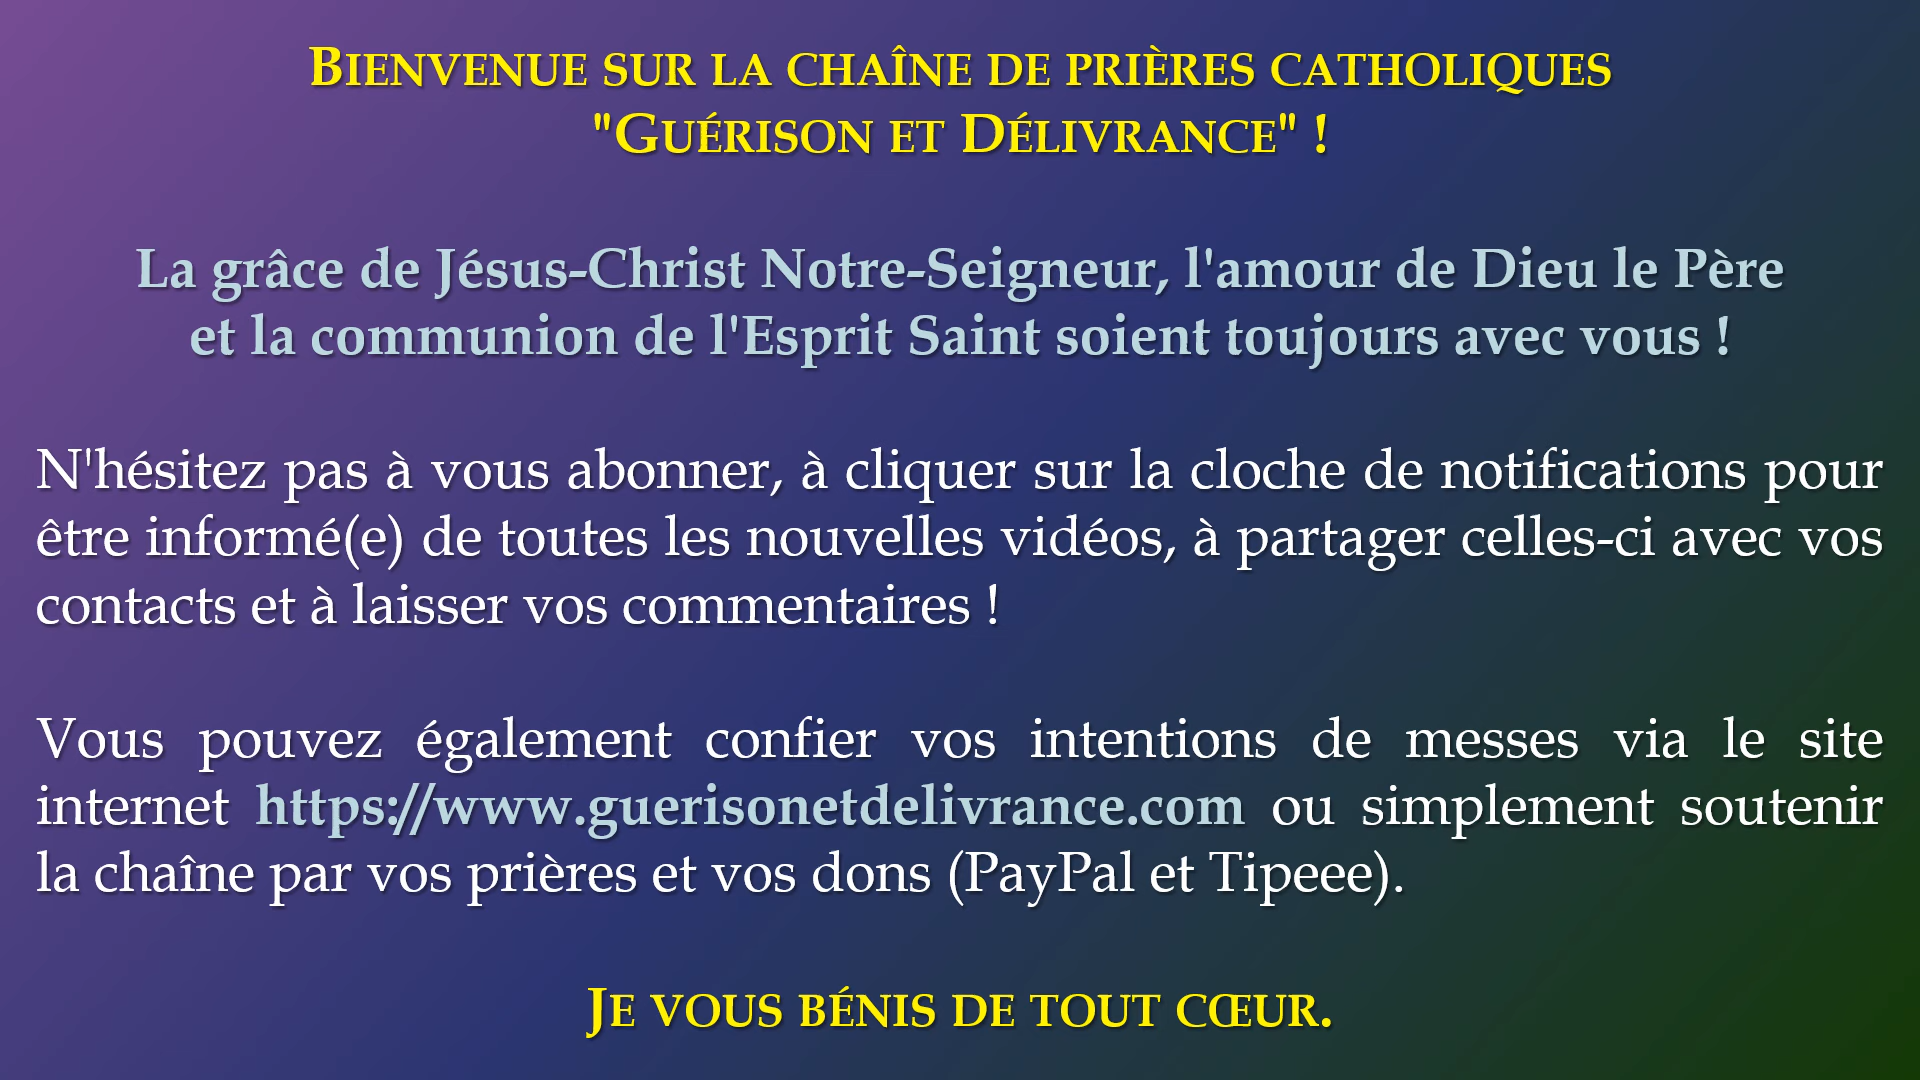 BIENVENUE SUR LA CHAÎNE DE PRIÈRES CATHOLIQUES
"GUÉRISON ET DÉLIVRANCE" !
La grâce de Jésus-Christ Notre-Seigneur, l'amour de Dieu le Père
et la communion de l'Esprit Saint soient toujours avec vous !
N'hésitez pas à vous abonner, à cliquer sur la cloche de notifications pour
être informé(e) de toutes les nouvelles vidéos, à partager celles-ci avec vos
contacts et à laisser vos commentaires !
Vous pouvez également confier vos intentions de messes via le site
internet https://www.guerisonetdelivrance.com ou simplement soutenir
la chaîne par vos prières et vos dons (PayPal et Tipeee).
JE VOUS BÉNIS DE TOUT CŒUR.